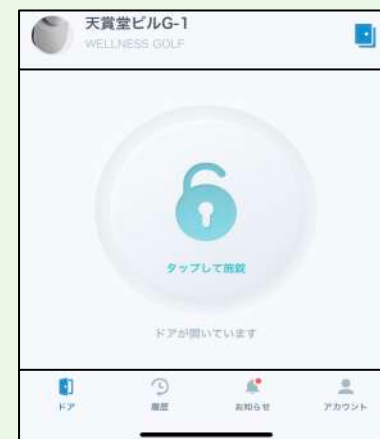 天賞堂ビルG-1
WELLNESS GOLF
タップして施錠
ドアが開いています
ドア
履歴
お知らせ
アカウント